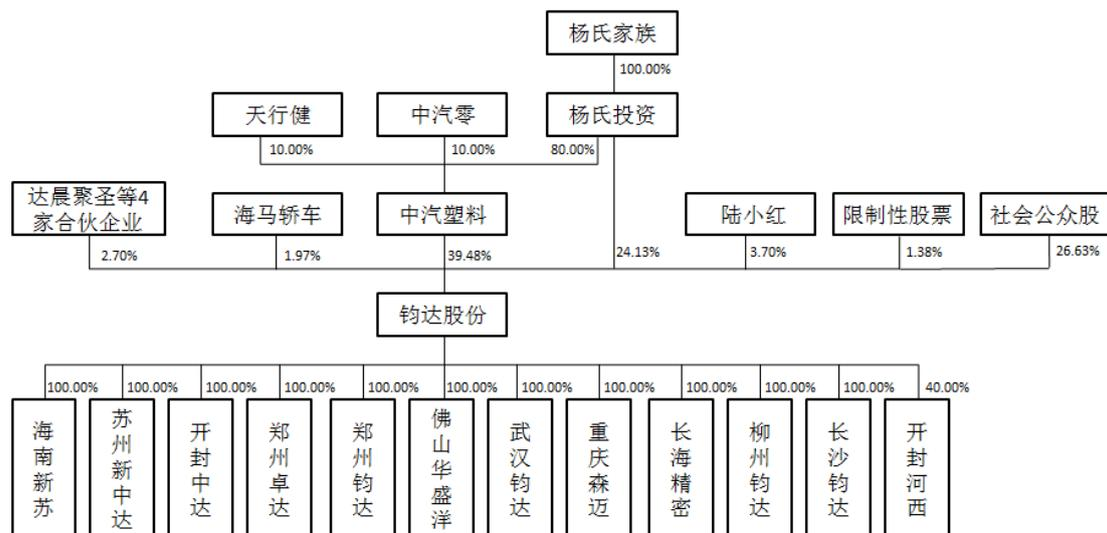 杨氏家族
100.00%
天行健
中汽零
杨氏投资
10.00%
10.00%
80.00%
达晨聚圣等4
家合伙企业
海马轿车
中汽塑料
陆小红
限制性股票
社会公众股
2.70%
1.97%
39.48%
24.13%
3.70%
1.38%
26.63%
钧达股份
100.00%
100.00%
100.00%
100.00%
100.00%
100.00%
100.00%
100.00%
100.00%
100.00%
100.00%
40.00%
海南新苏
苏州新中达
开封中达
郑州卓达
郑州钧达
佛山华盛洋
武汉钧达
重庆森迈
长海精密
柳州钧达
长沙钧达
开封河西